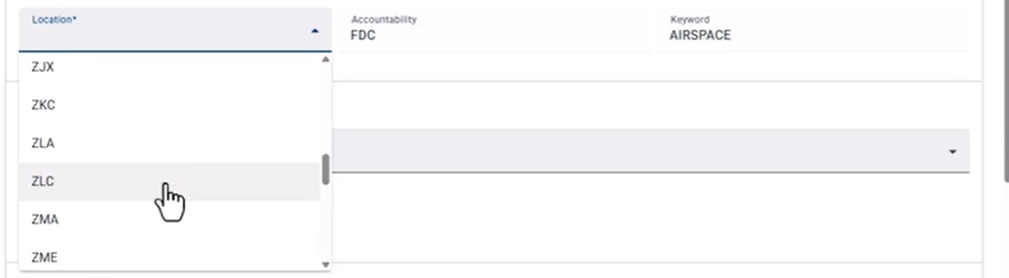 Location*
Accountability
FDC
Keyword
AIRSPACE
ZJX
ZKC
ZLA
ZLC
ZMA
ZME